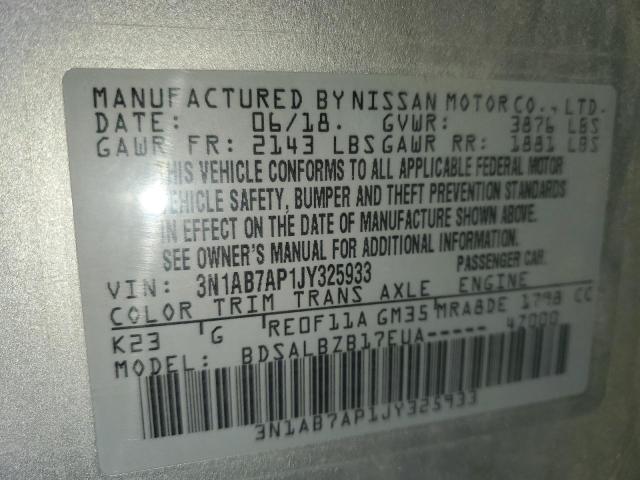 MANUFACTURED BY NISSAN MOTOR CO., LTD.
DATE: 06/18. GVWR: 3876 LBS
GAWR FR: 2143 LBS GAWR RR: 1881 LBS
THIS VEHICLE CONFORMS TO ALL APPLICABLE FEDERAL MOTOR
VEHICLE SAFETY, BUMPER AND THEFT PREVENTION STANDARDS
IN EFFECT ON THE DATE OF MANUFACTURE SHOWN ABOVE.
SEE OWNER'S MANUAL FOR ADDITIONAL INFORMATION.
VIN: 3N1AB7AP1JY325933 PASSENGER CAR
COLOR TRIM TRANS AXLE ENGINE
K23 G RE0F11A GM35 MRA8DE 1798 CC
MODEL: BDSALBZB17EUA----- 47000
3N1AB7AP1JY325933